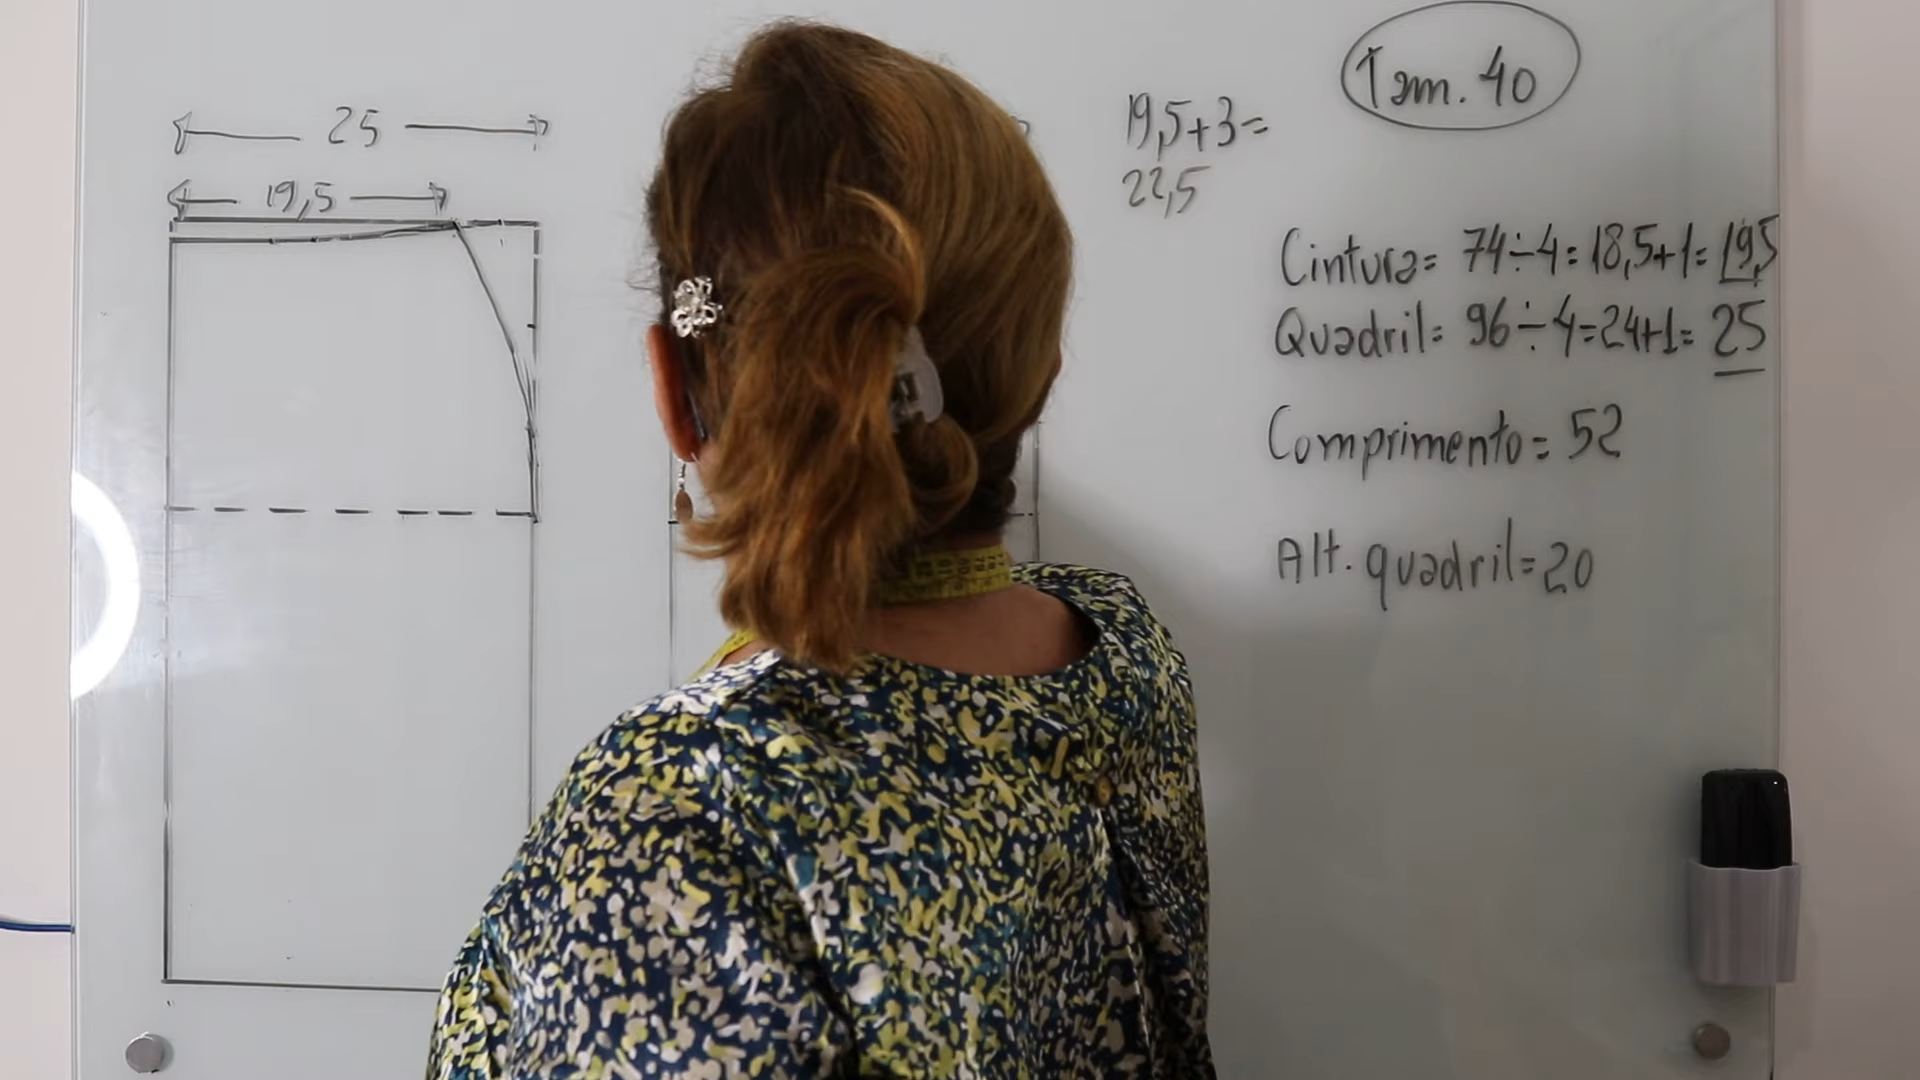 25
19,5
19,5+3=
22,5
Tam. 40
Cintura= 74÷4=18,5+1=19,5
Quadril= 96÷4=24+1=25
Comprimento=52
Alt. quadril=20